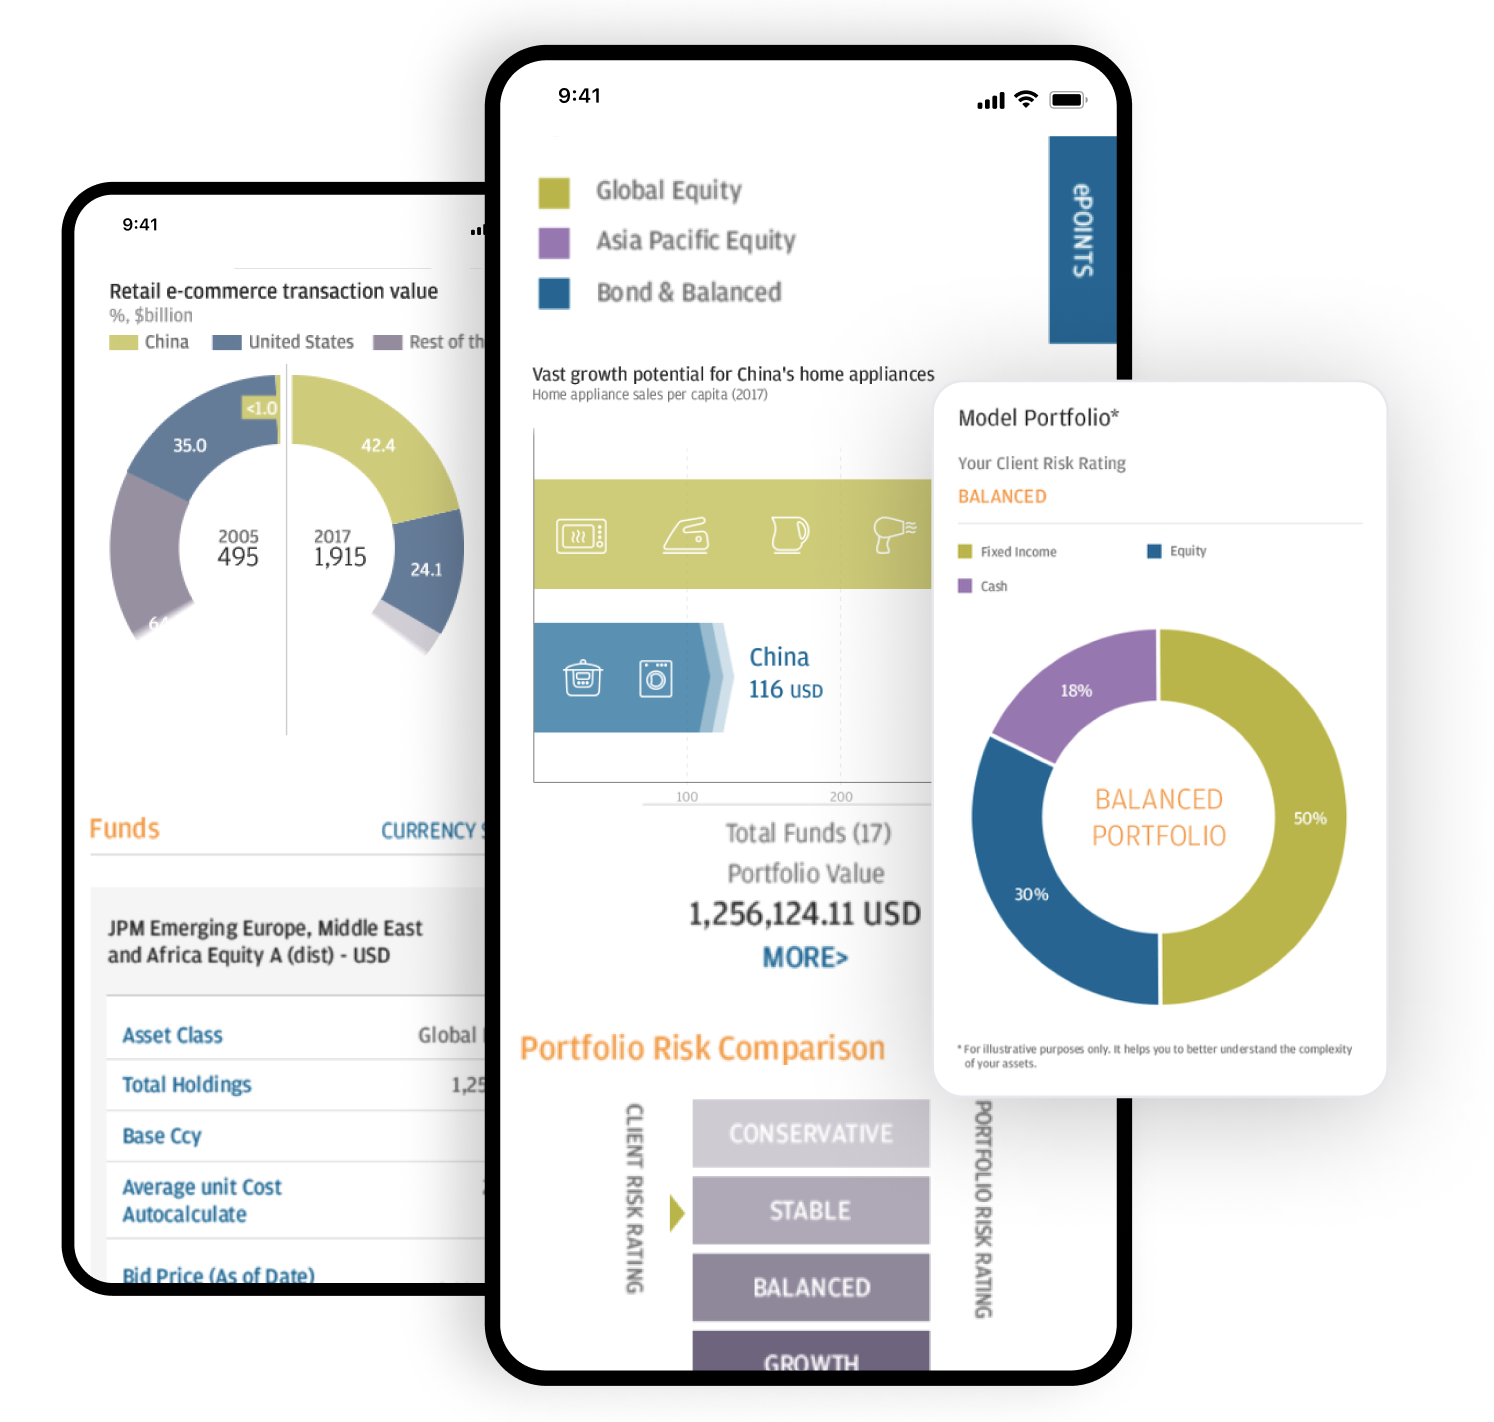 9:41
Retail e-commerce transaction value
%, $billion
China
United States
Rest of th
<1.0
35.0
42.4
24.1
2005
495
2017
1,915
Funds
CURRENCY
JPM Emerging Europe, Middle East
and Africa Equity A (dist) - USD
Asset Class
Global
Total Holdings
1,25
Base Ccy
Average unit Cost
Autocalculate
Bid Price (As of Date)
9:41
Global Equity
Asia Pacific Equity
Bond & Balanced
ePOINTS
Vast growth potential for China's home appliances
Home appliance sales per capita (2017)
China
116 USD
100
200
Total Funds (17)
Portfolio Value
1,256,124.11 USD
MORE>
Portfolio Risk Comparison
CLIENT RISK RATING
CONSERVATIVE
STABLE
BALANCED
GROWTH
PORTFOLIO RISK RATING
Model Portfolio*
Your Client Risk Rating
BALANCED
Fixed Income
Equity
Cash
18%
50%
30%
BALANCED
PORTFOLIO
* For illustrative purposes only. It helps you to better understand the complexity
of your assets.